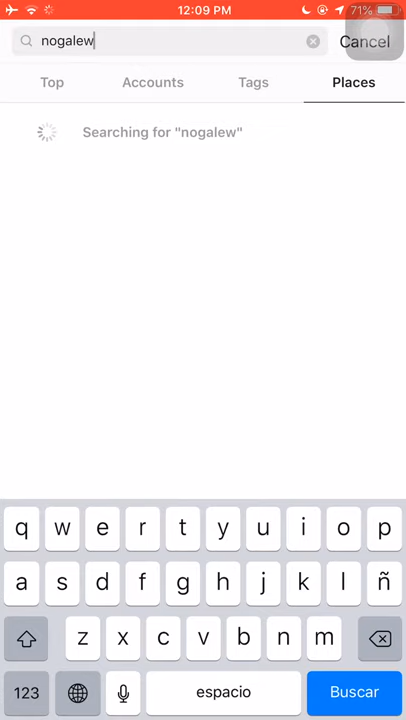 12:09 PM 71%
nogalew Cancel
Top Accounts Tags Places
Searching for "nogalew"
q w e r t y u i o p
a s d f g h j k l ñ
z x c v b n m
123 espacio Buscar